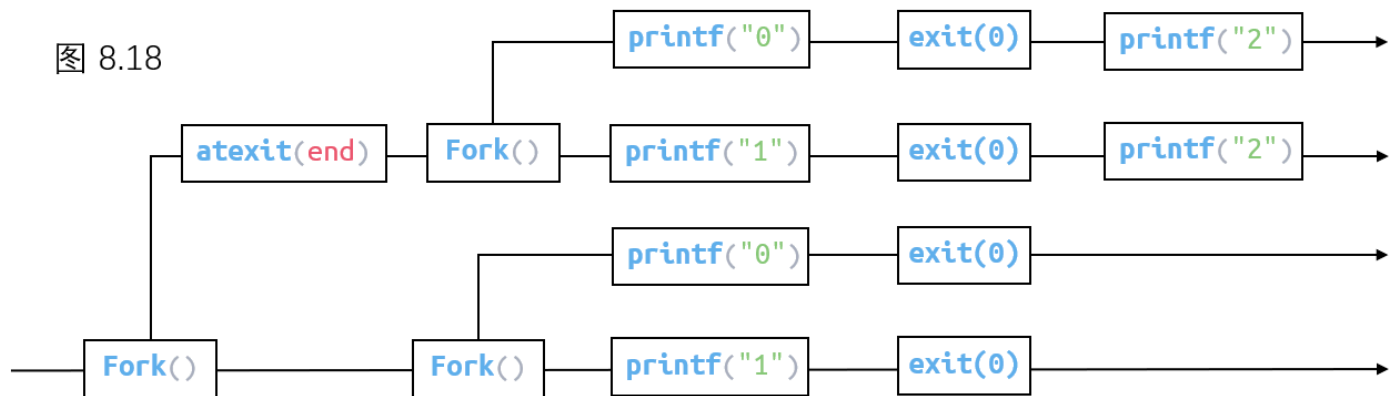 图 8.18
printf("0") exit(0) printf("2")
atexit(end) Fork() printf("1") exit(0) printf("2")
printf("0") exit(0)
Fork() Fork() printf("1") exit(0)